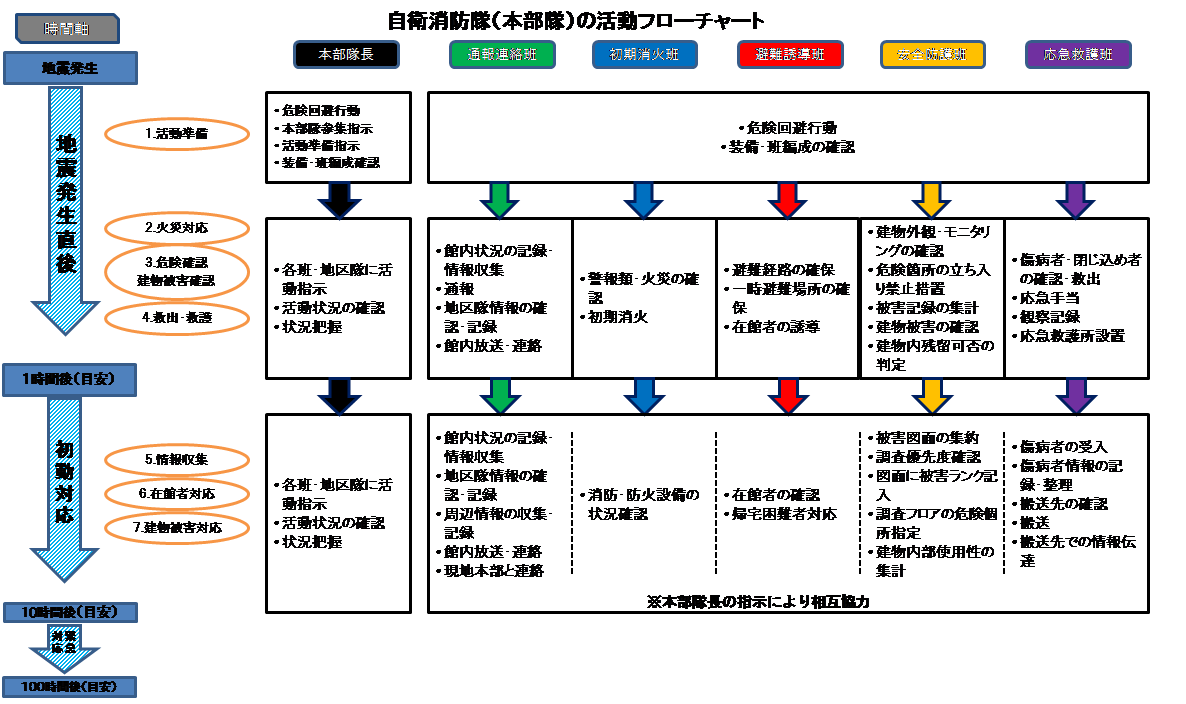 自衛消防隊（本部隊）の活動フローチャート
時間軸
本部隊長
通報連絡班
初期消火班
避難誘導班
安全防護班
応急救護班
地震発生
地震発生直後
1.活動準備
・危険回避行動
・本部隊参集指示
・活動準備指示
・装備・班編成確認
・危険回避行動
・装備・班編成の確認
2.火災対応
3.危険確認
建物被害確認
4.救出・救護
・各班・地区隊に活
動指示
・活動状況の確認
・状況把握
・館内状況の記録・
情報収集
・通報
・地区隊情報の確
認・記録
・館内放送・連絡
・警報類・火災の確
認
・初期消火
・避難経路の確保
・一時避難場所の確
保
・在館者の誘導
・建物外観・モニタリ
ングの確認
・危険箇所の立ち入
り禁止措置
・被害記録の集計
・建物被害の確認
・建物内残留可否の
判定
・傷病者・閉じ込め者
の確認・救出
・応急手当
・観察記録
・応急救護所設置
1時間後（目安）
初動対応
5.情報収集
6.在館者対応
7.建物被害対応
・各班・地区隊に活
動指示
・活動状況の確認
・状況把握
・館内状況の記録・
情報収集
・地区隊情報の確
認・記録
・周辺情報の収集・
記録
・館内放送・連絡
・現地本部と連絡
・消防・防火設備の
状況確認
・在館者の確認
・帰宅困難者対応
・被害図面の集約
・調査優先度確認
・図面に被害ランク記
入
・調査フロアの危険個
所指定
・建物内部使用性の
集計
・傷病者の受入
・傷病者情報の記
録・整理
・搬送先の確認
・搬送
・搬送先での情報伝
達
※本部隊長の指示により相互協力
10時間後（目安）
対策
応急
100時間後（目安）